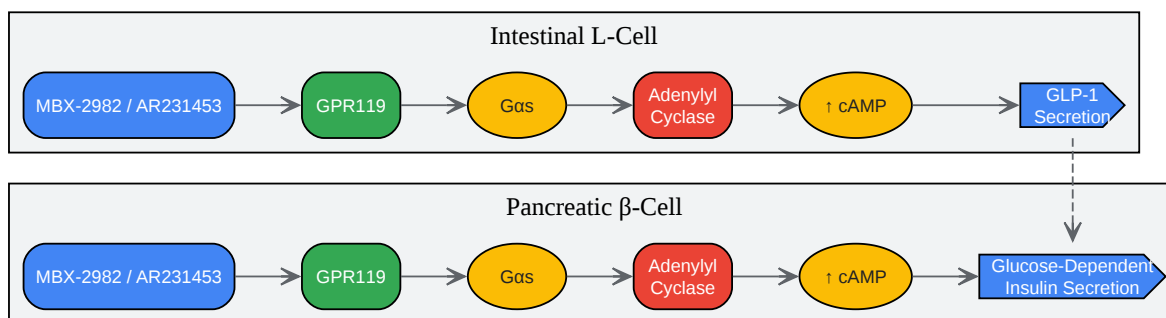 Intestinal L-Cell
MBX-2982 / AR231453
GPR119
Gαs
Adenylyl
Cyclase
↑ cAMP
GLP-1
Secretion
Pancreatic β-Cell
MBX-2982 / AR231453
GPR119
Gαs
Adenylyl
Cyclase
↑ cAMP
Glucose-Dependent
Insulin Secretion